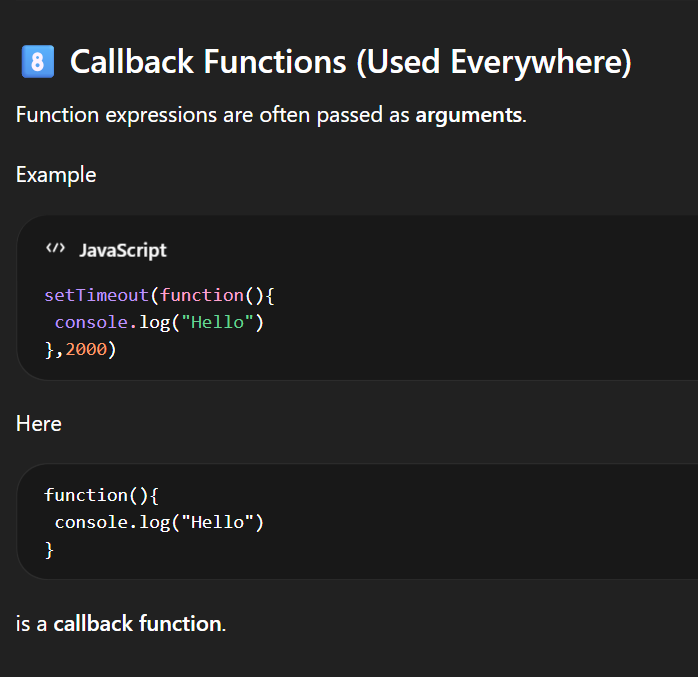 8 Callback Functions (Used Everywhere)
Function expressions are often passed as arguments.
Example
</> JavaScript
setTimeout(function(){
 console.log("Hello")
},2000)
Here
function(){
 console.log("Hello")
}
is a callback function.